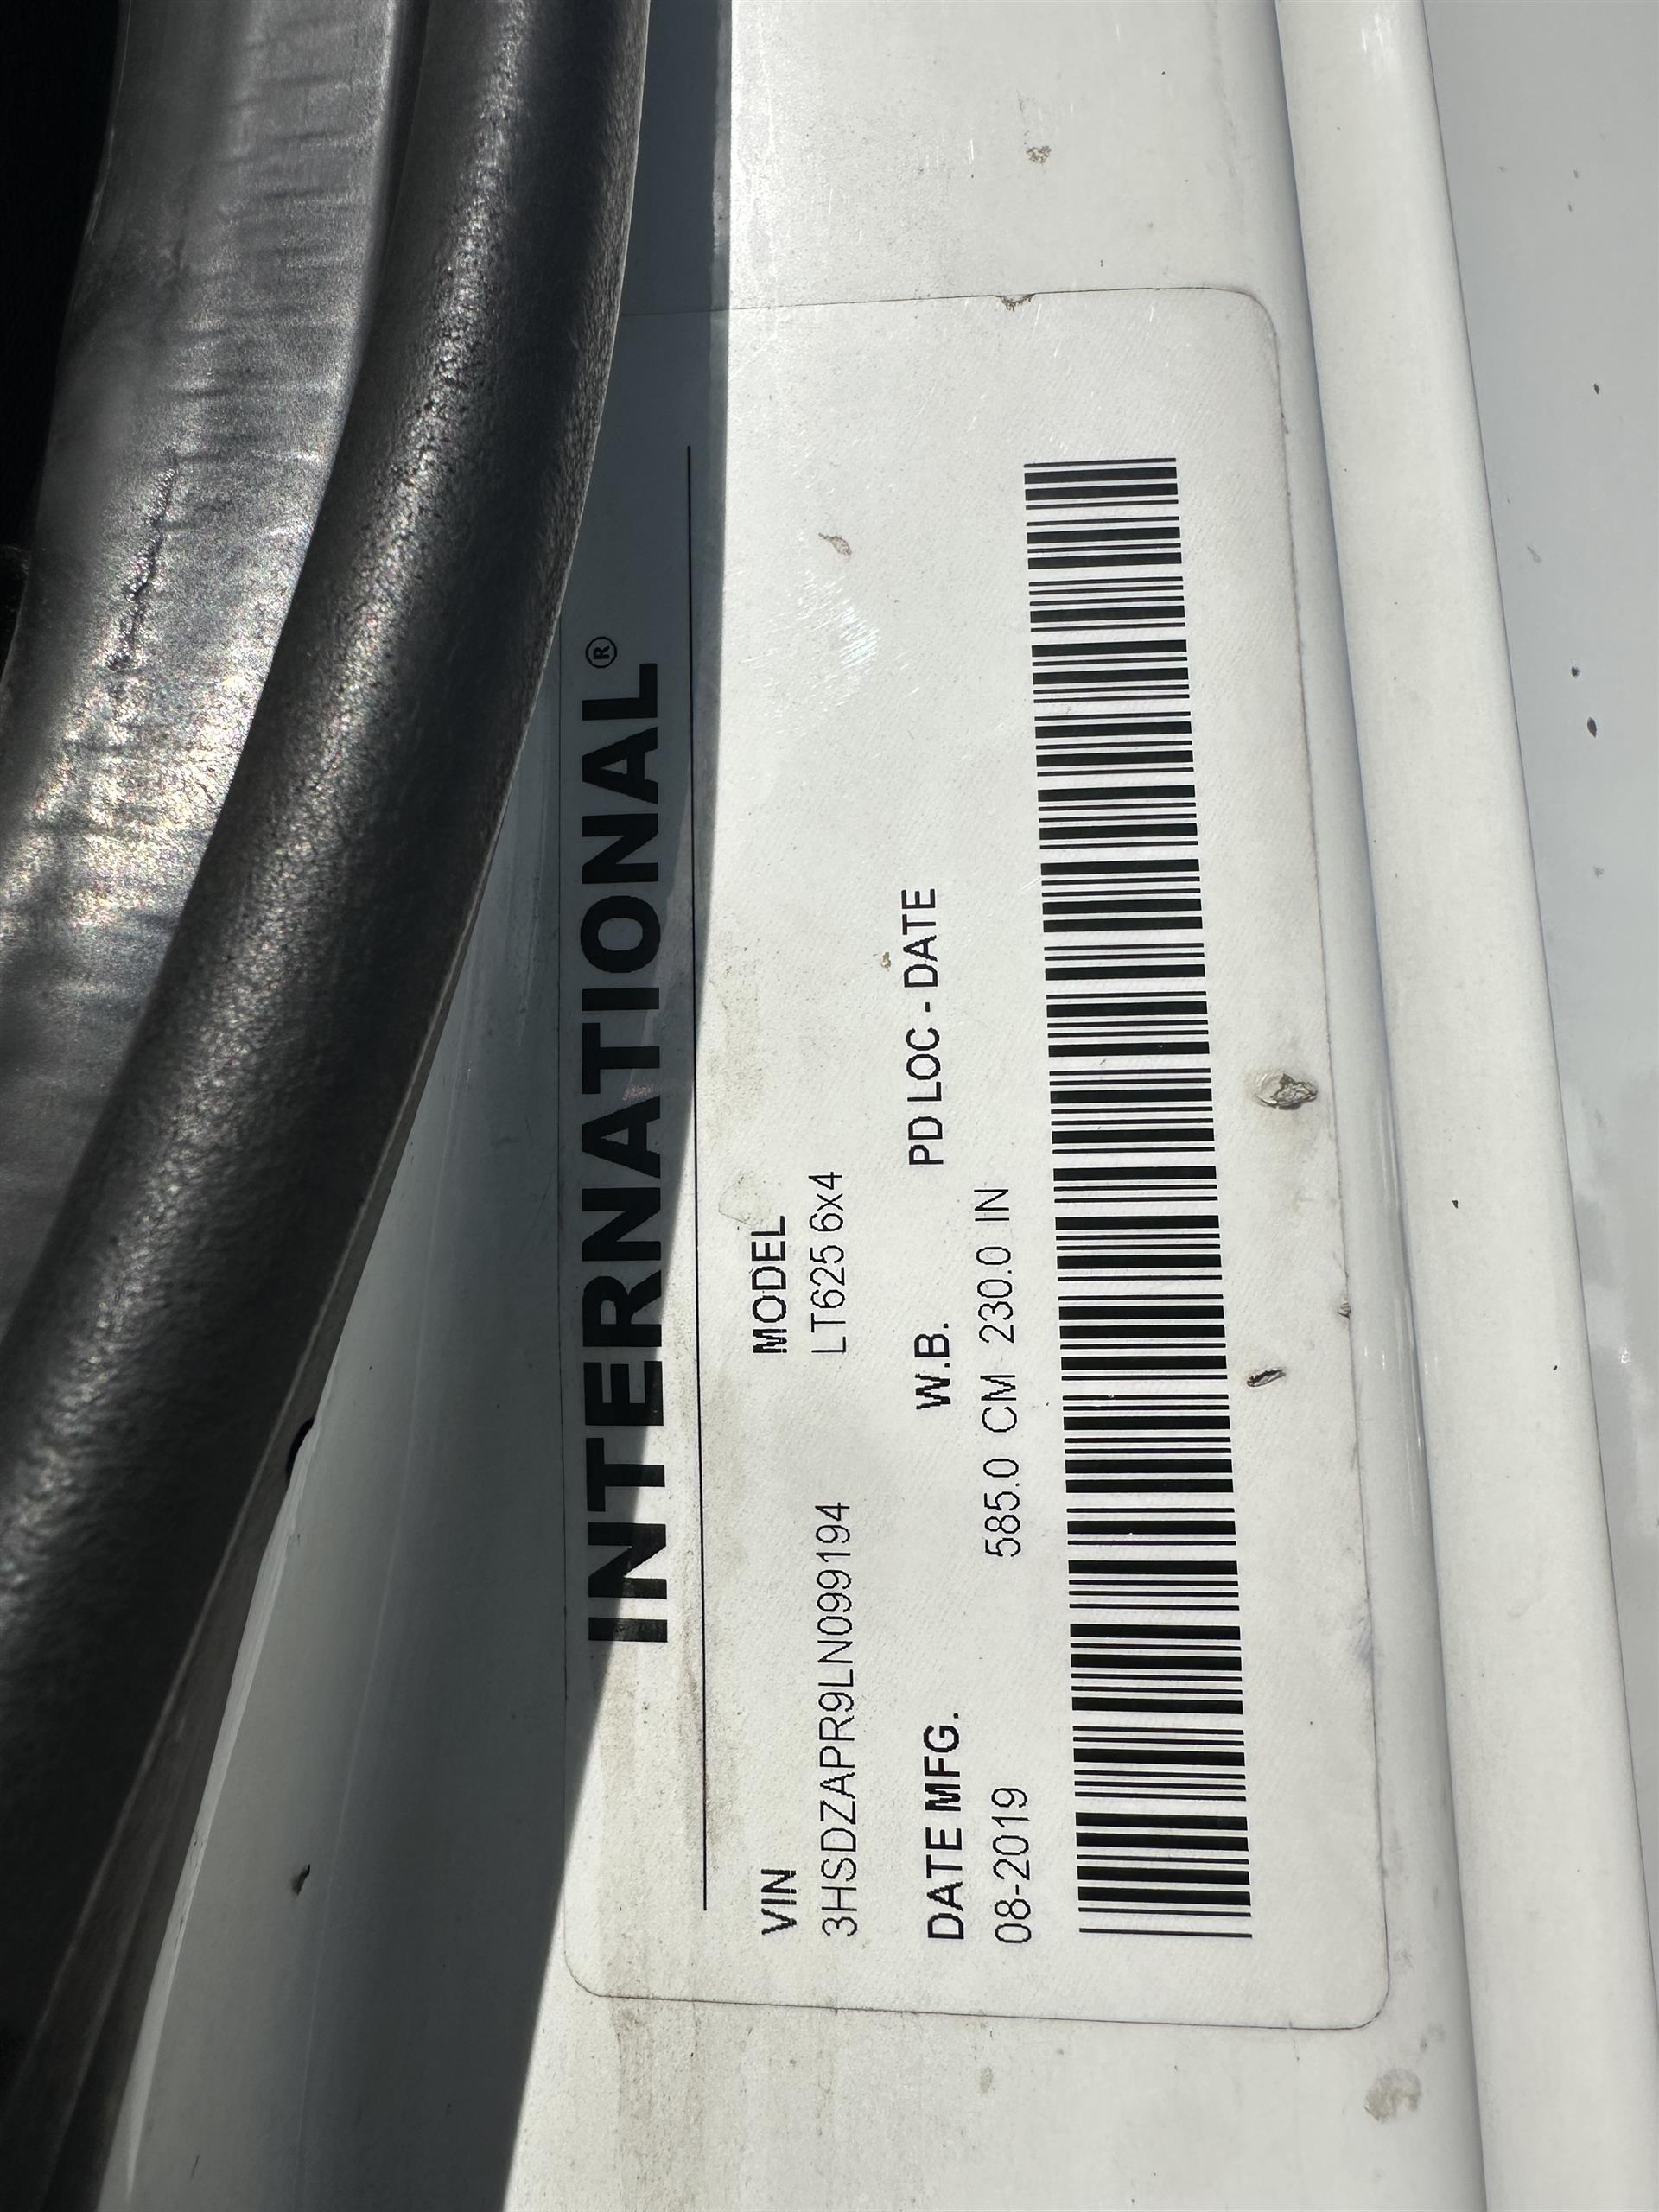 INTERNATIONAL®
VIN MODEL
3HSDZAPR9LN099194 LT625 6x4
DATE MFG. W.B. PD LOC - DATE
08-2019 585.0 CM 230.0 IN